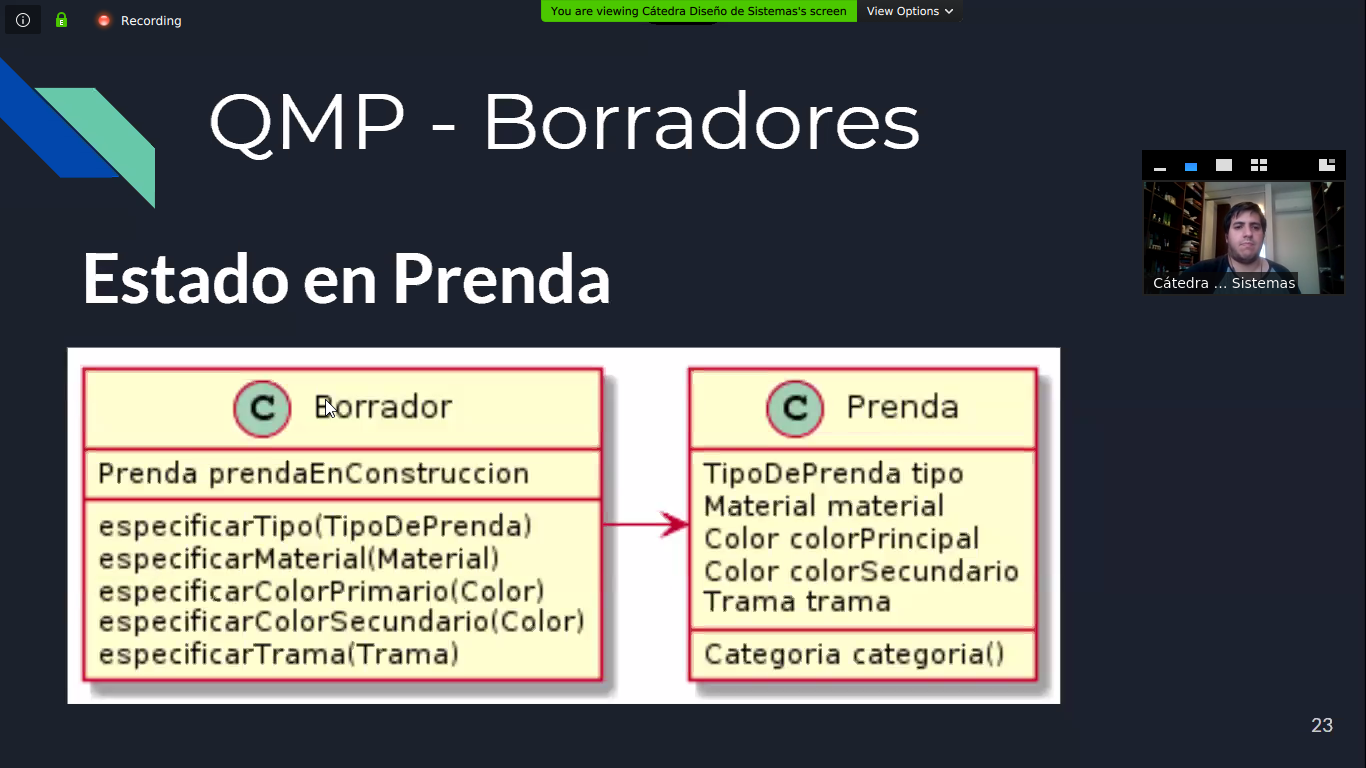 Recording
You are viewing Cátedra Diseño de Sistemas's screen
View Options
QMP - Borradores
Cátedra ... Sistemas
Estado en Prenda
C Borrador
Prenda prendaEnConstruccion
especificarTipo(TipoDePrenda)
especificarMaterial(Material)
especificarColorPrimario(Color)
especificarColorSecundario(Color)
especificarTrama(Trama)
C Prenda
TipoDePrenda tipo
Material material
Color colorPrincipal
Color colorSecundario
Trama trama
Categoria categoria()
23